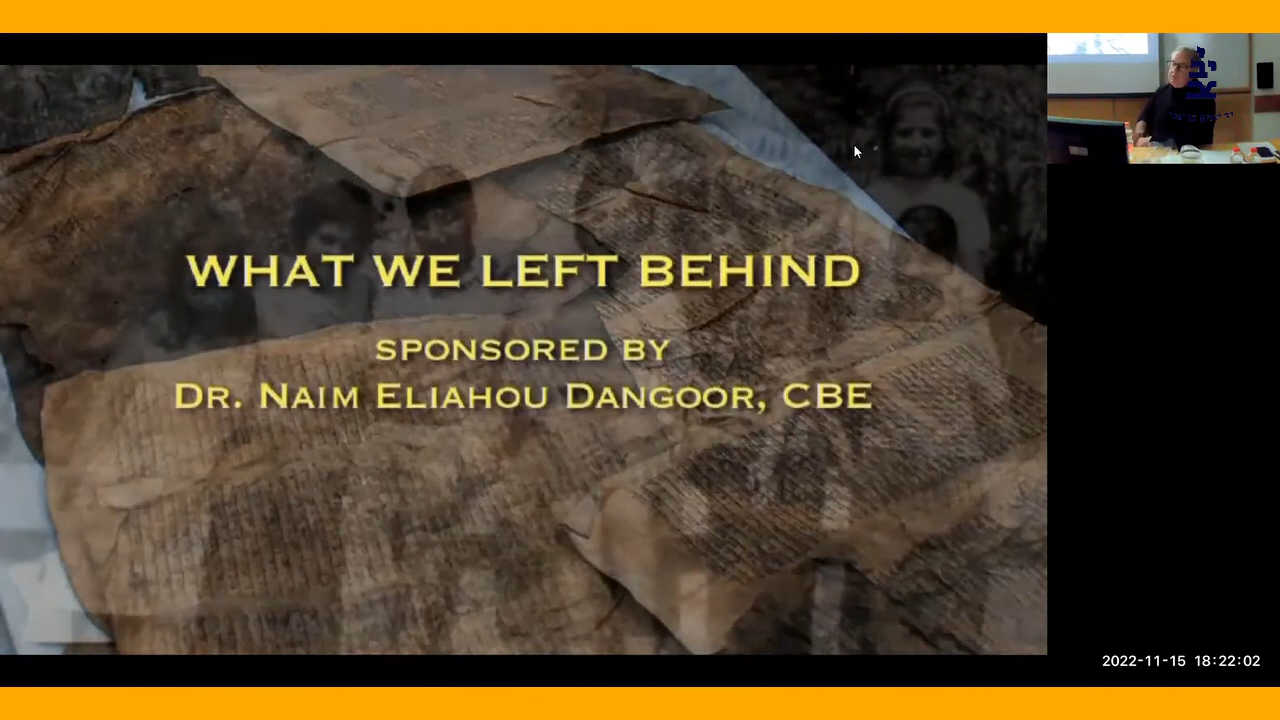 WHAT WE LEFT BEHIND
SPONSORED BY
DR. NAIM ELIAHOU DANGOOR, CBE
2022-11-15 18:22:02